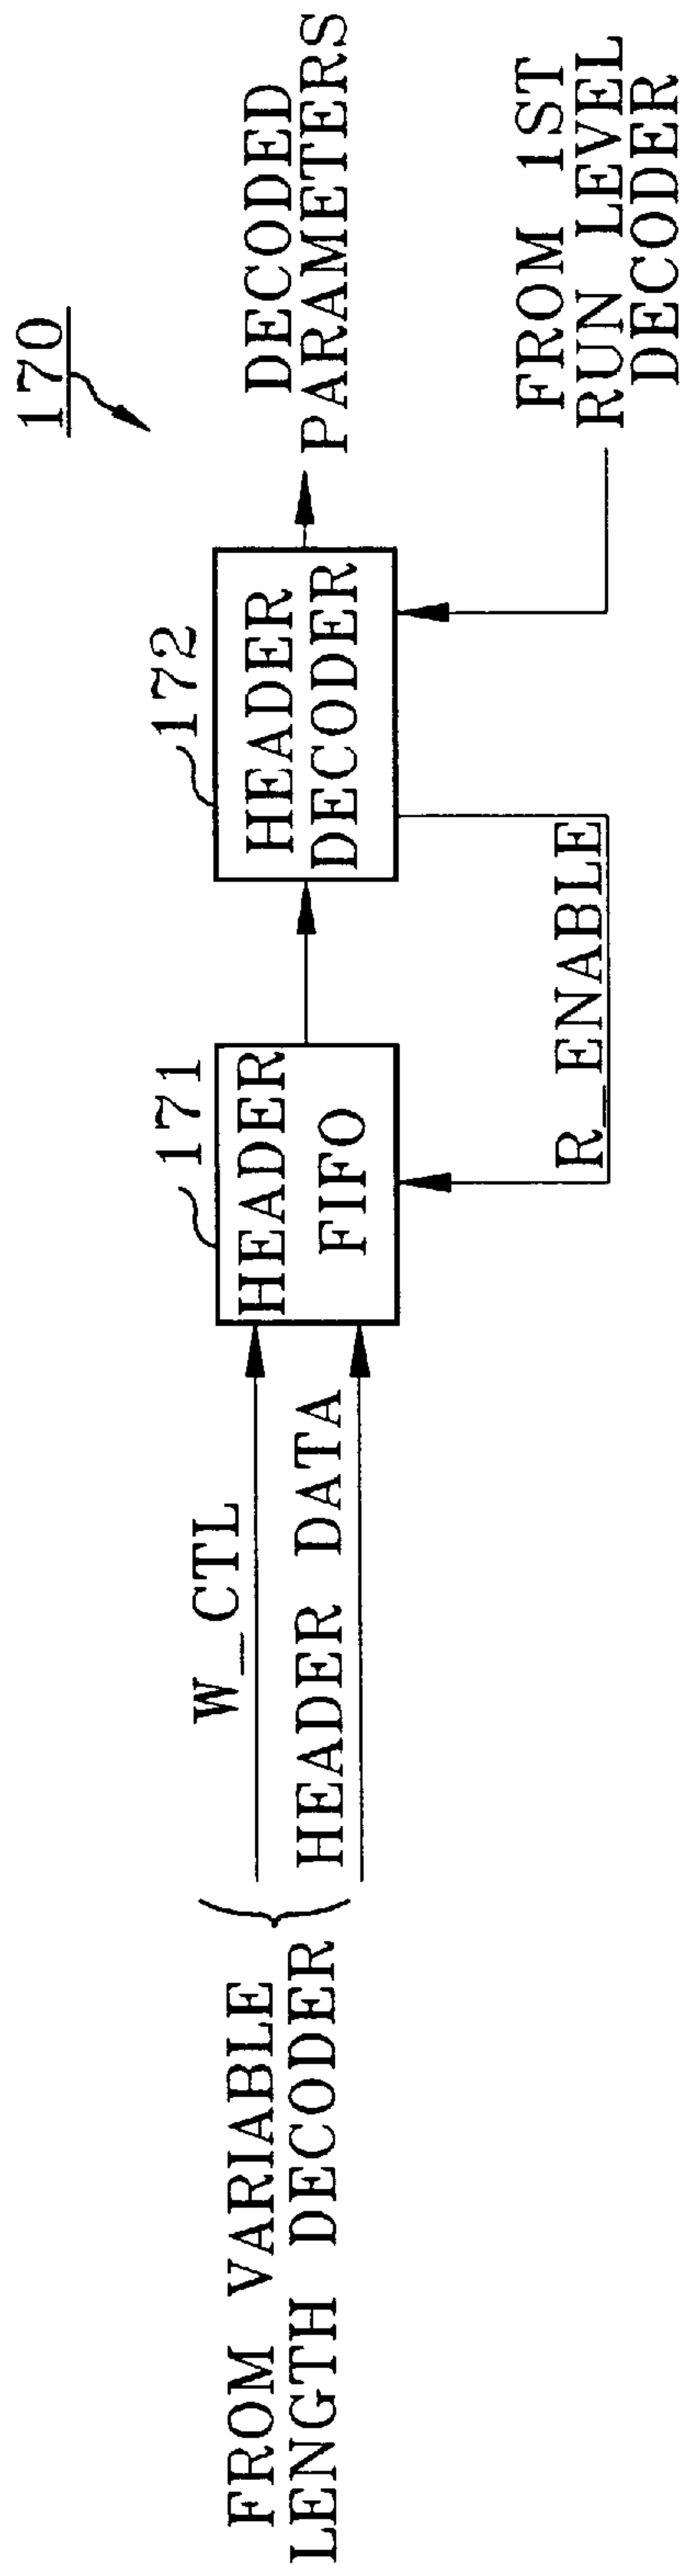 170
FROM VARIABLE
LENGTH DECODER
W_CTL
HEADER DATA
171
HEADER
FIFO
172
HEADER
DECODER
R_ENABLE
DECODED
PARAMETERS
FROM 1ST
RUN LEVEL
DECODER